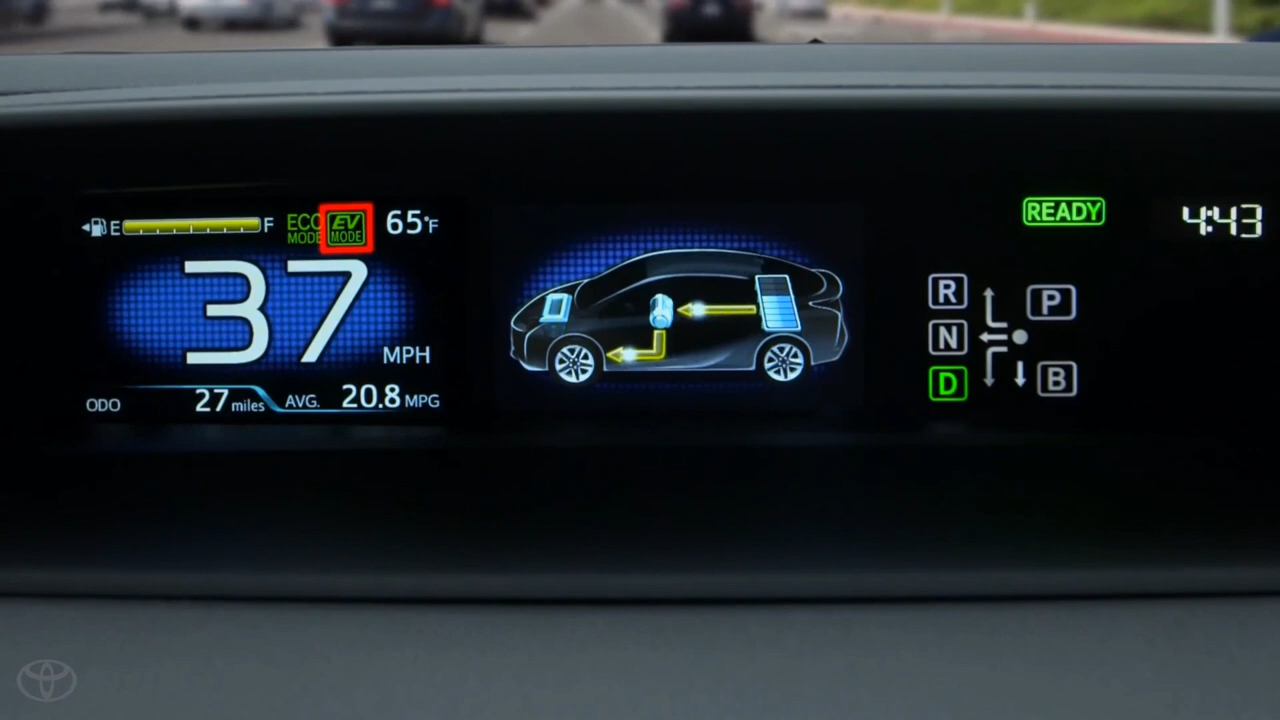 E F ECO MODE EV MODE 65°F
37 MPH
ODO 27 miles AVG. 20.8 MPG
READY 4:43
R P
N
D B